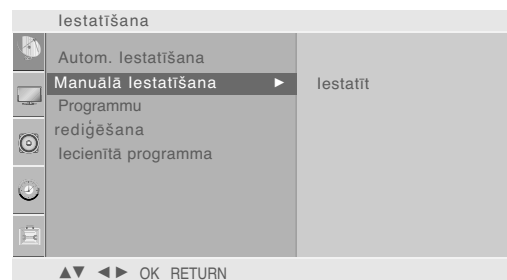 Iestatīšana
Autom. Iestatīšana
Manuālā Iestatīšana ► Iestatīt
Programmu
rediģēšana
Iecienītā programma
▲▼ ◄► OK RETURN